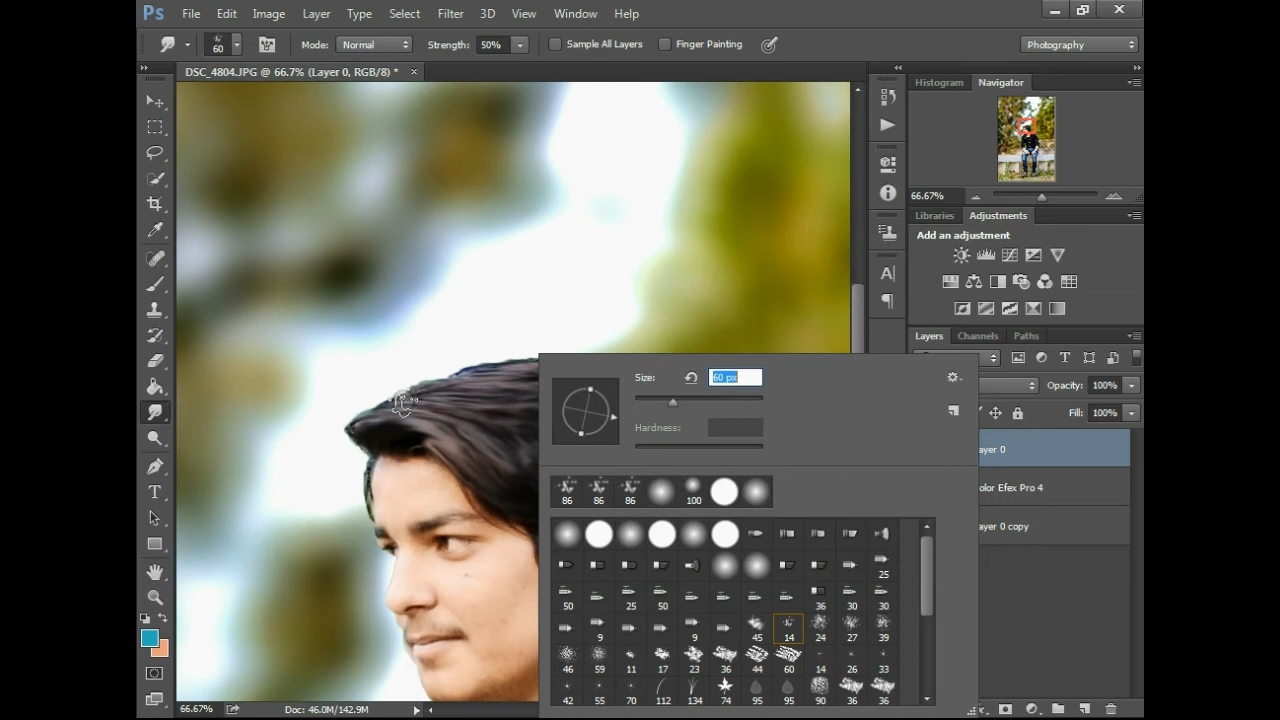 Ps File Edit Image Layer Type Select Filter 3D View Window Help
60 Mode: Normal Strength: 50% Sample All Layers Finger Painting Photography
DSC_4804.JPG @ 66.7% (Layer 0, RGB/8) *
Histogram Navigator
66.67%
Libraries Adjustments
Add an adjustment
Layers Channels Paths
Opacity: 100%
Fill: 100%
ayer 0
olor Efex Pro 4
ayer 0 copy
Size: 60 px
Hardness:
86 86 86 100
25
50 25 50 36 30 30
9 9 45 14 24 27 39
46 59 11 17 23 36 44 60 14 26 33
42 55 70 112 134 74 95 95 90 36 36
66.67% Doc: 46.0M/142.9M